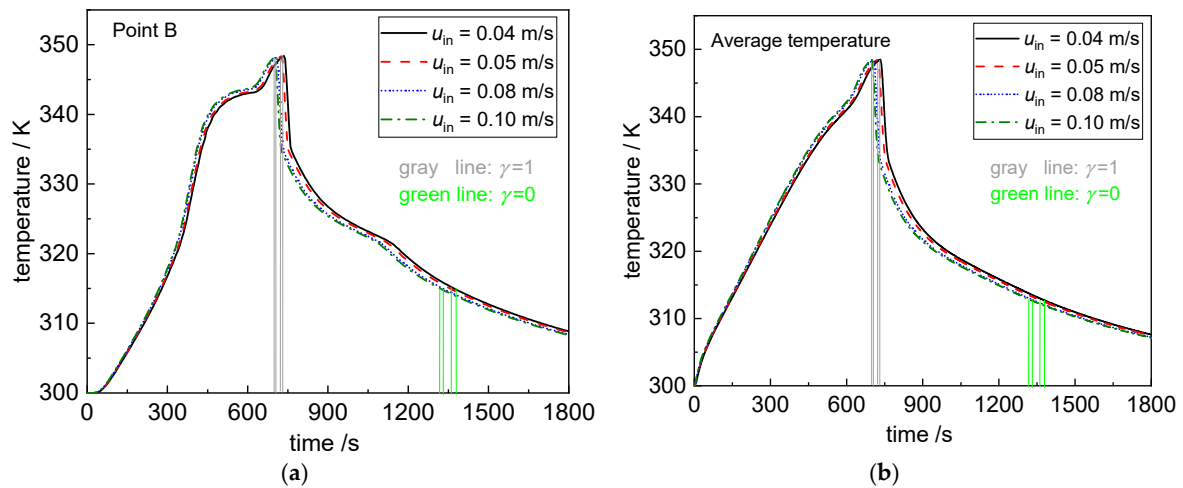 Point B
u_in = 0.04 m/s
u_in = 0.05 m/s
u_in = 0.08 m/s
u_in = 0.10 m/s
gray line: γ=1
green line: γ=0
temperature / K
350
340
330
320
310
300
0 300 600 900 1200 1500 1800
time /s
(a)
Average temperature
u_in = 0.04 m/s
u_in = 0.05 m/s
u_in = 0.08 m/s
u_in = 0.10 m/s
gray line: γ=1
green line: γ=0
temperature / K
350
340
330
320
310
300
0 300 600 900 1200 1500 1800
time /s
(b)